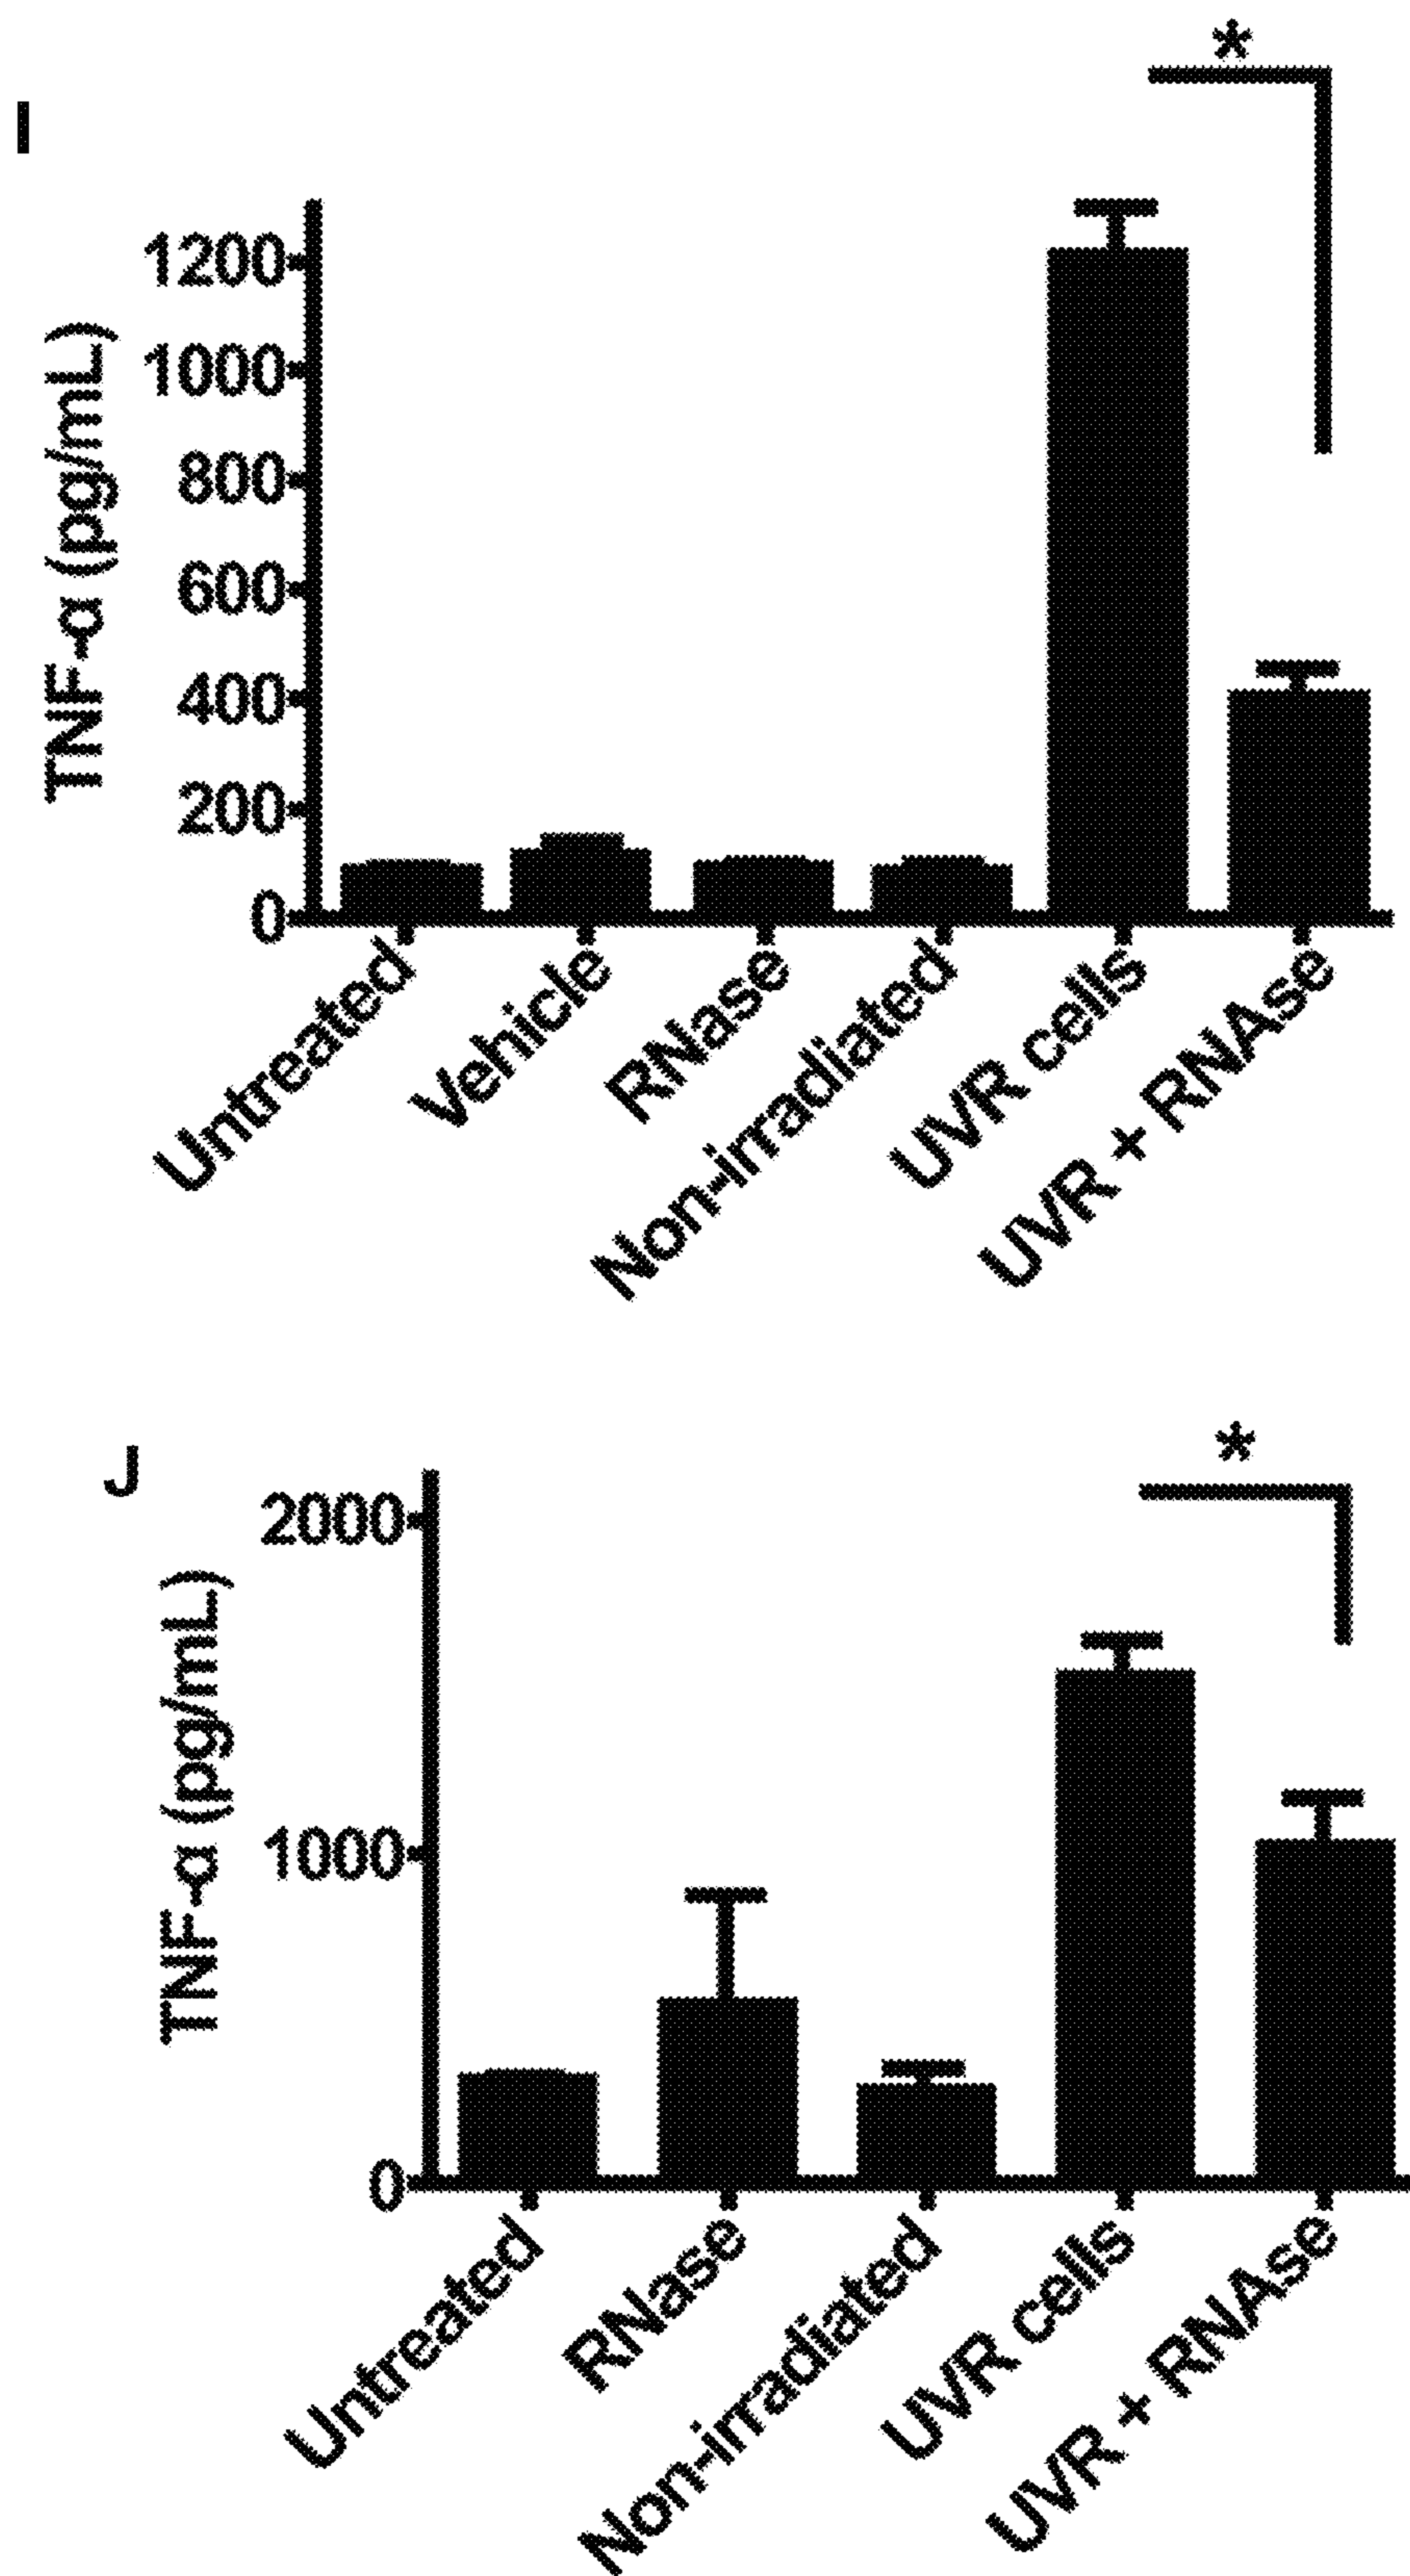 *
I
1200
1000
800
600
400
200
0
TNF-α (pg/mL)
Untreated
Vehicle
RNase
Non-irradiated
UVR cells
UVR + RNAse
*
J
2000
1000
0
TNF-α (pg/mL)
Untreated
RNase
Non-irradiated
UVR cells
UVR + RNAse